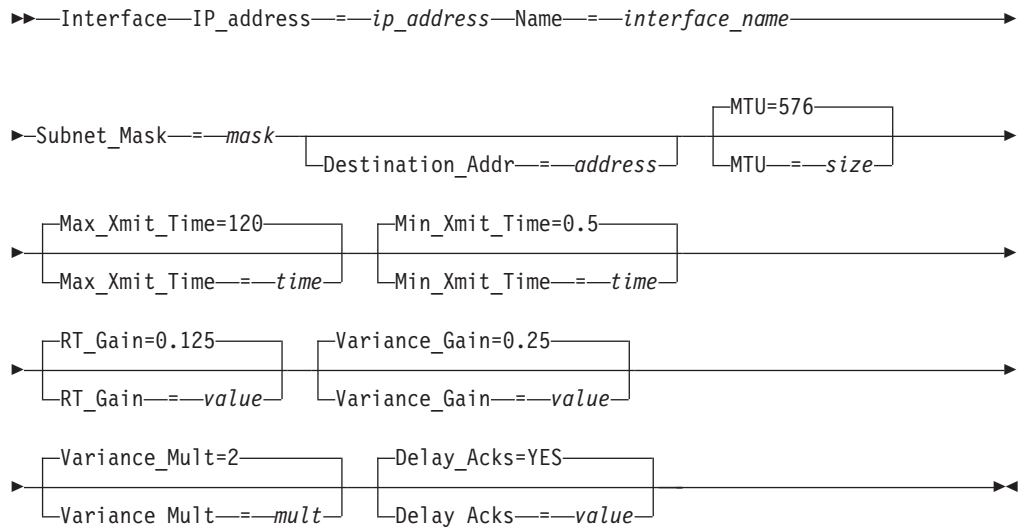 Interface IP_address = ip_address Name = interface_name
MTU=576
Subnet_Mask = mask
Destination_Addr = address MTU = size
Max_Xmit_Time=120 Min_Xmit_Time=0.5
Max_Xmit_Time = time Min_Xmit_Time = time
RT_Gain=0.125 Variance_Gain=0.25
RT_Gain = value Variance_Gain = value
Variance_Mult=2 Delay_Acks=YES
Variance Mult = mult Delay Acks = value